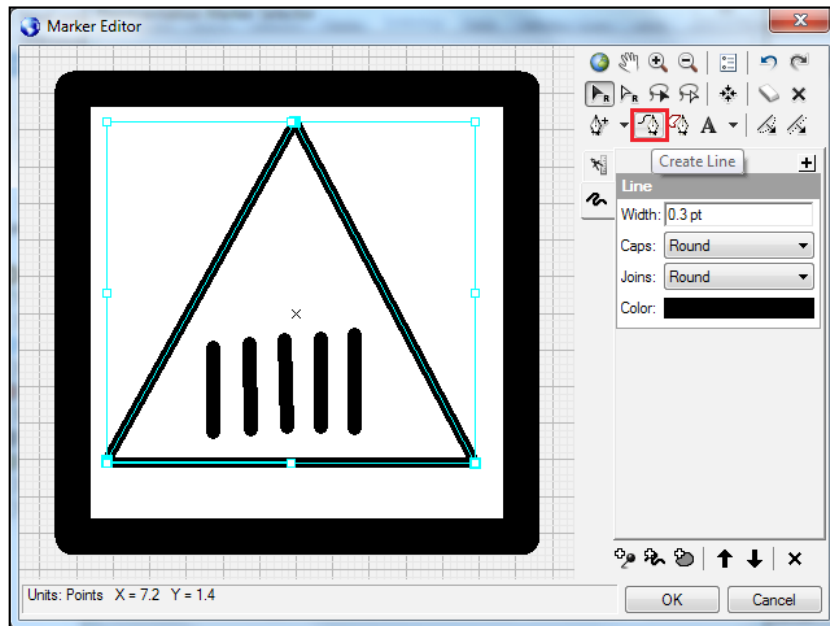 Marker Editor
Create Line
Line
Width: 0.3 pt
Caps: Round
Joins: Round
Color:
Units: Points X = 7.2 Y = 1.4
OK
Cancel